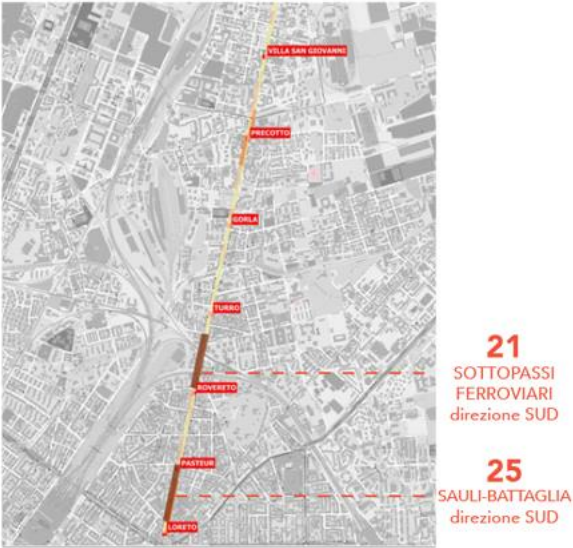 VILLA SAN GIOVANNI
PRECOTTO
GORLA
TURRO
ROVERETO
PASTEUR
LORETO
21
SOTTOPASSI
FERROVIARI
direzione SUD
25
SAULI-BATTAGLIA
direzione SUD